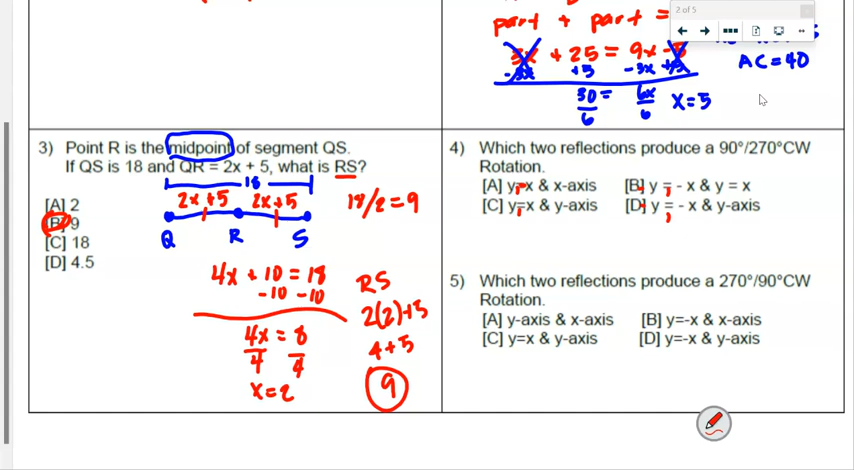 part + part =
2 of 5
3x + 25 = 9x - 5
-3x +5 -3x +5
AC = 40
30 = 6x
6 6
x = 5
3) Point R is the midpoint of segment QS.
If QS is 18 and QR = 2x + 5, what is RS?
[A] 2
[B] 9
[C] 18
[D] 4.5
18
2x+5 2x+5
Q R S
18/2 = 9
4x + 10 = 18
-10 -10
4x = 8
4 4
x = 2
RS
2(2)+5
4 + 5
9
4) Which two reflections produce a 90°/270°CW
Rotation.
[A] y=x & x-axis [B] y = - x & y = x
[C] y=x & y-axis [D] y = - x & y-axis
5) Which two reflections produce a 270°/90°CW
Rotation.
[A] y-axis & x-axis [B] y=-x & x-axis
[C] y=x & y-axis [D] y=-x & y-axis